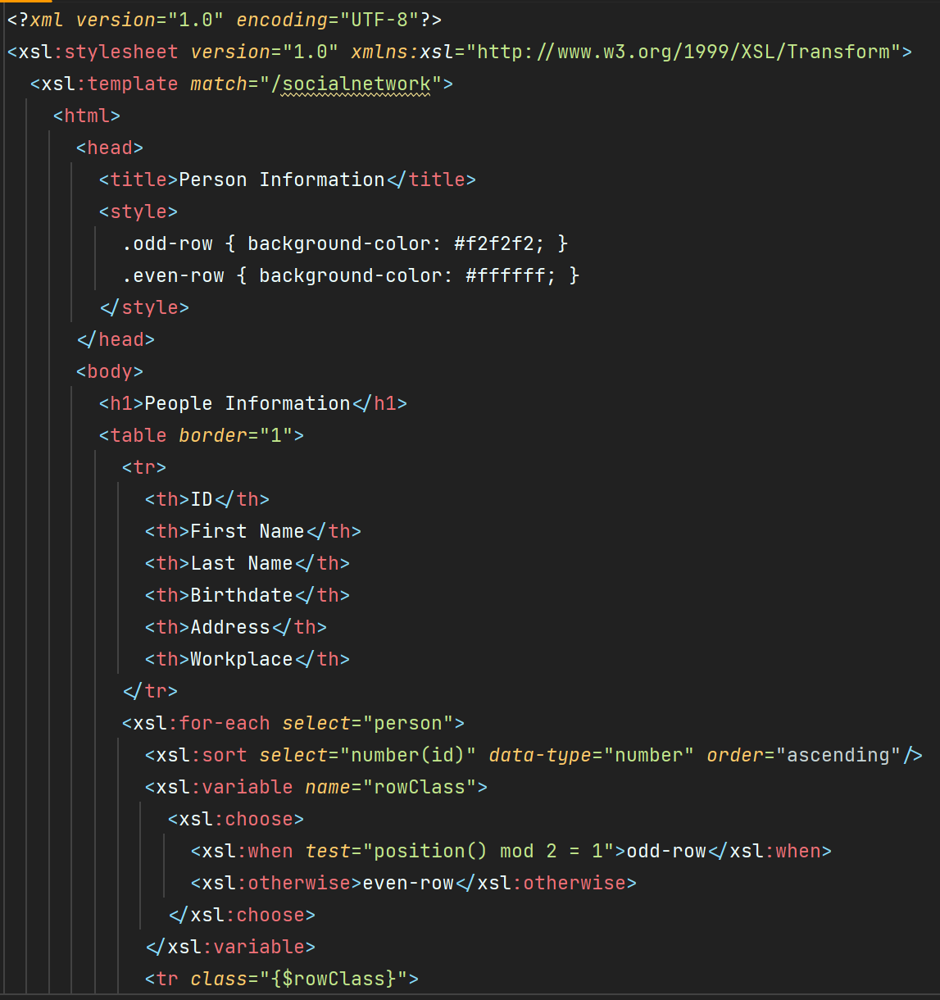 <?xml version="1.0" encoding="UTF-8"?>
<xsl:stylesheet version="1.0" xmlns:xsl="http://www.w3.org/1999/XSL/Transform">
  <xsl:template match="/socialnetwork">
    <html>
      <head>
        <title>Person Information</title>
        <style>
          .odd-row { background-color: #f2f2f2; }
          .even-row { background-color: #ffffff; }
        </style>
      </head>
      <body>
        <h1>People Information</h1>
        <table border="1">
          <tr>
            <th>ID</th>
            <th>First Name</th>
            <th>Last Name</th>
            <th>Birthdate</th>
            <th>Address</th>
            <th>Workplace</th>
          </tr>
          <xsl:for-each select="person">
            <xsl:sort select="number(id)" data-type="number" order="ascending"/>
            <xsl:variable name="rowClass">
              <xsl:choose>
                <xsl:when test="position() mod 2 = 1">odd-row</xsl:when>
                <xsl:otherwise>even-row</xsl:otherwise>
              </xsl:choose>
            </xsl:variable>
            <tr class="{$rowClass}">